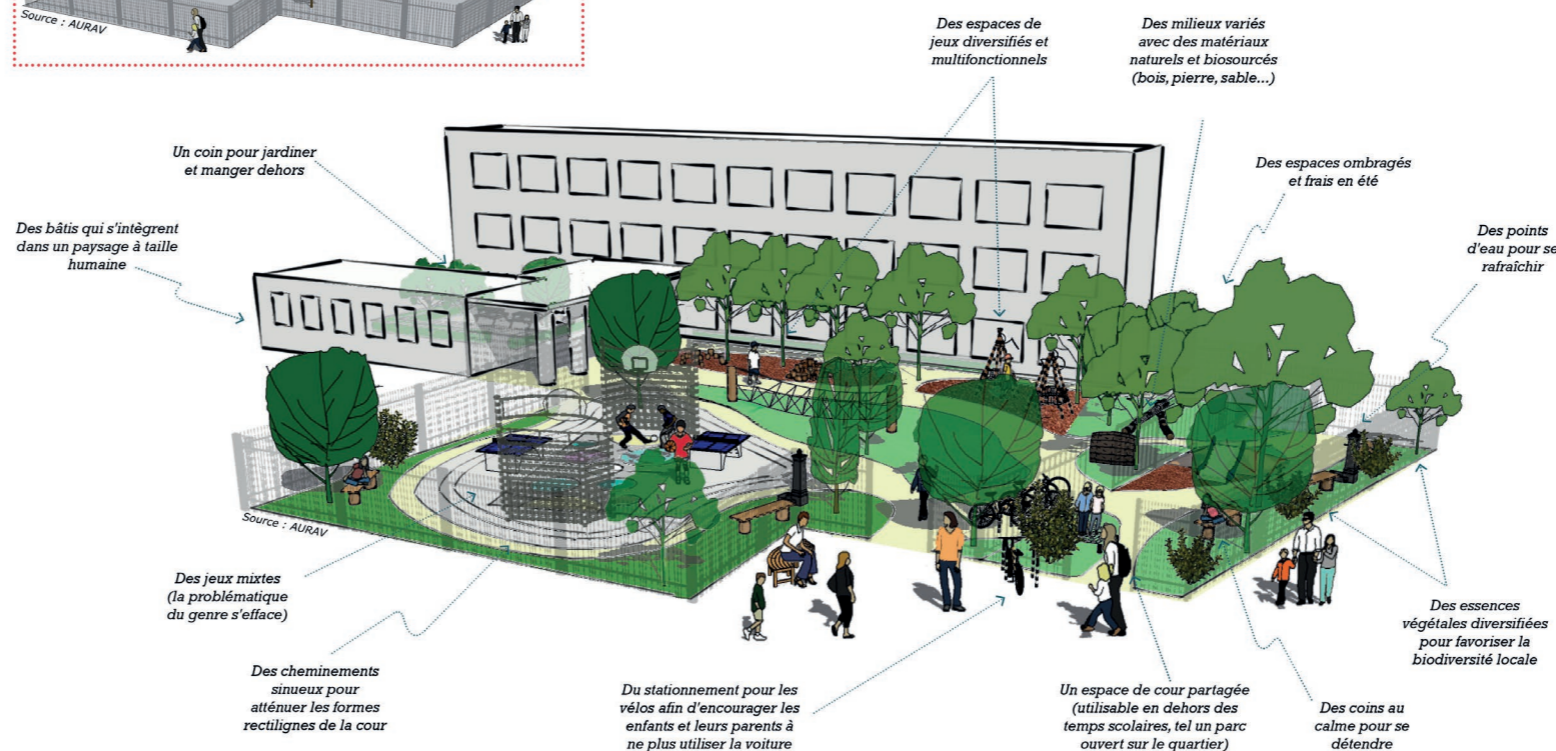 Source : AURAV
Des espaces de
jeux diversifiés et
multifonctionnels
Des milieux variés
avec des matériaux
naturels et biosourcés
(bois, pierre, sable...)
Un coin pour jardiner
et manger dehors
Des espaces ombragés
et frais en été
Des bâtis qui s'intègrent
dans un paysage à taille
humaine
Des points
d'eau pour se
rafraîchir
Source : AURAV
Des jeux mixtes
(la problématique
du genre s'efface)
Des essences
végétales diversifiées
pour favoriser la
biodiversité locale
Des cheminements
sinueux pour
atténuer les formes
rectilignes de la cour
Du stationnement pour les
vélos afin d'encourager les
enfants et leurs parents à
ne plus utiliser la voiture
Un espace de cour partagée
(utilisable en dehors des
temps scolaires, tel un parc
ouvert sur le quartier)
Des coins au
calme pour se
détendre